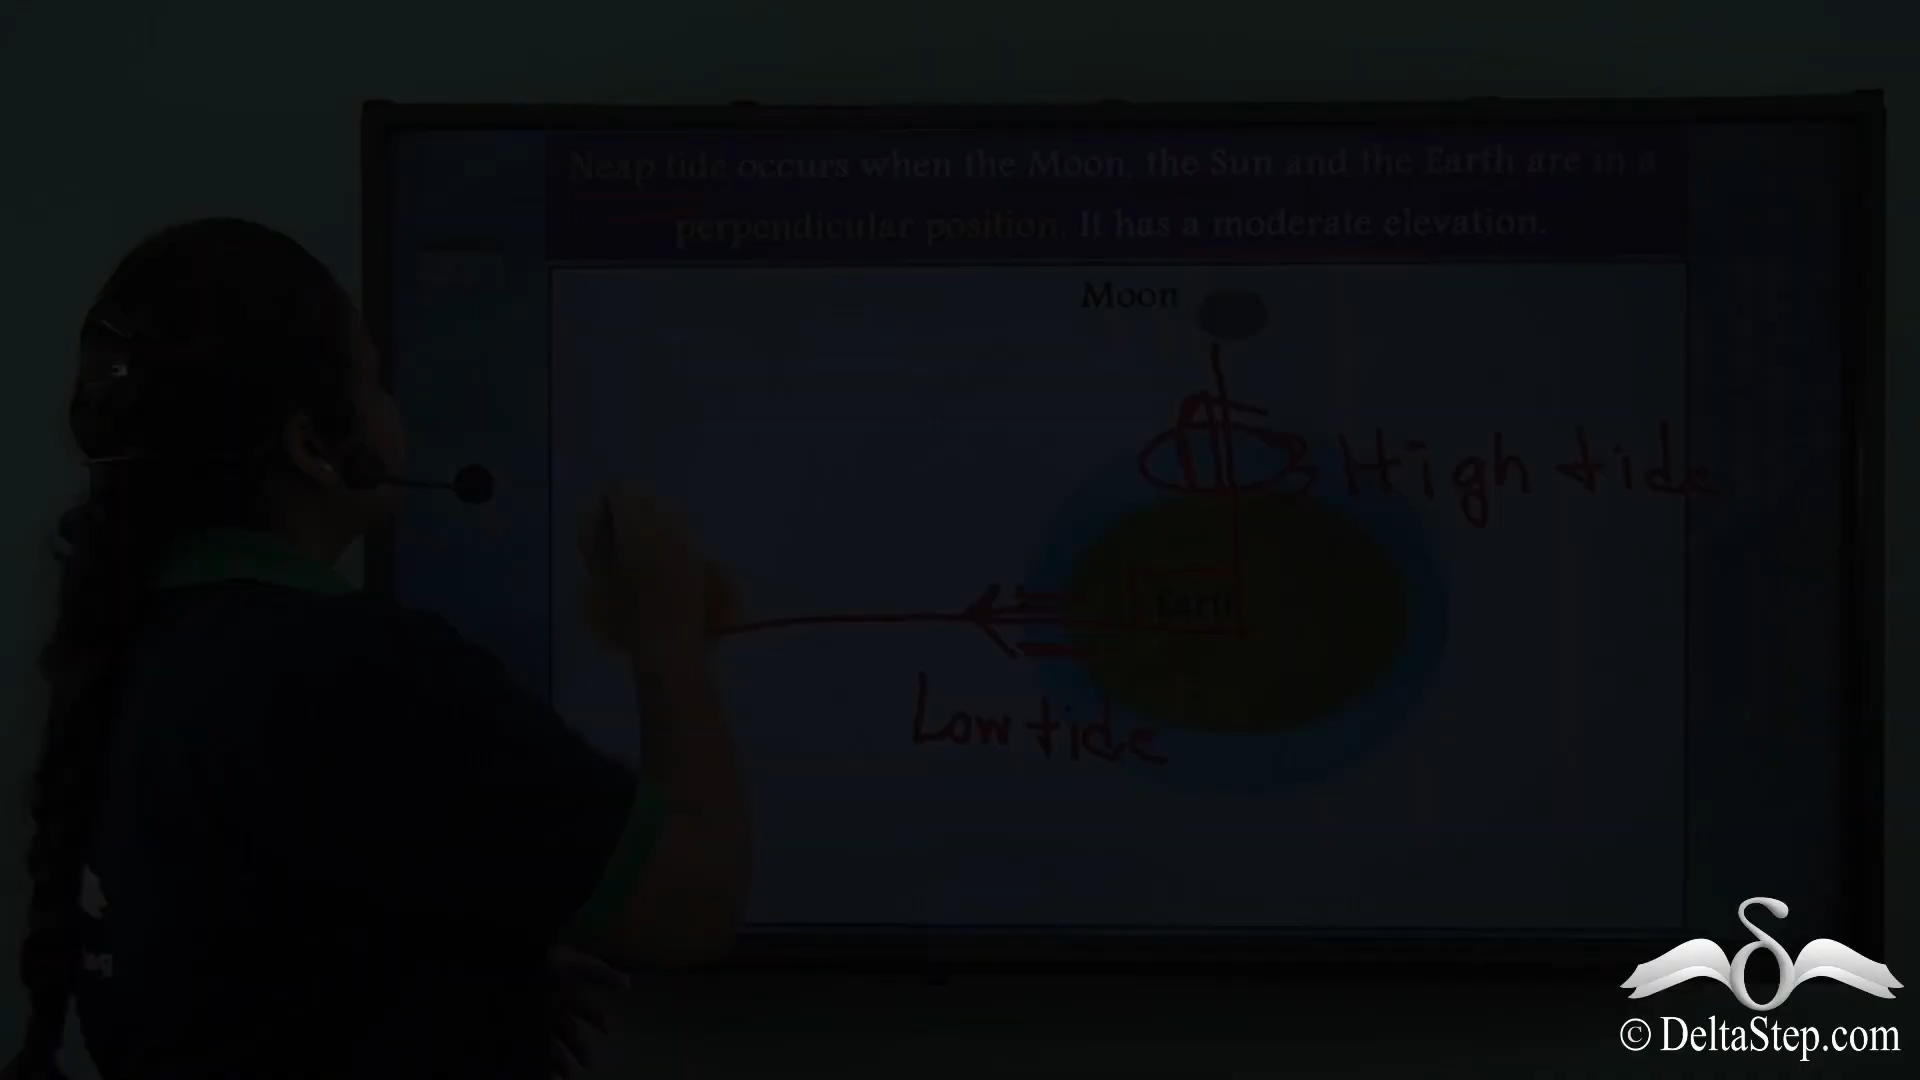 Neap tide occurs when the Moon, the Sun and the Earth are in a
perpendicular position. It has a moderate elevation.
Moon
High tide
Earth
Low tide
© DeltaStep.com